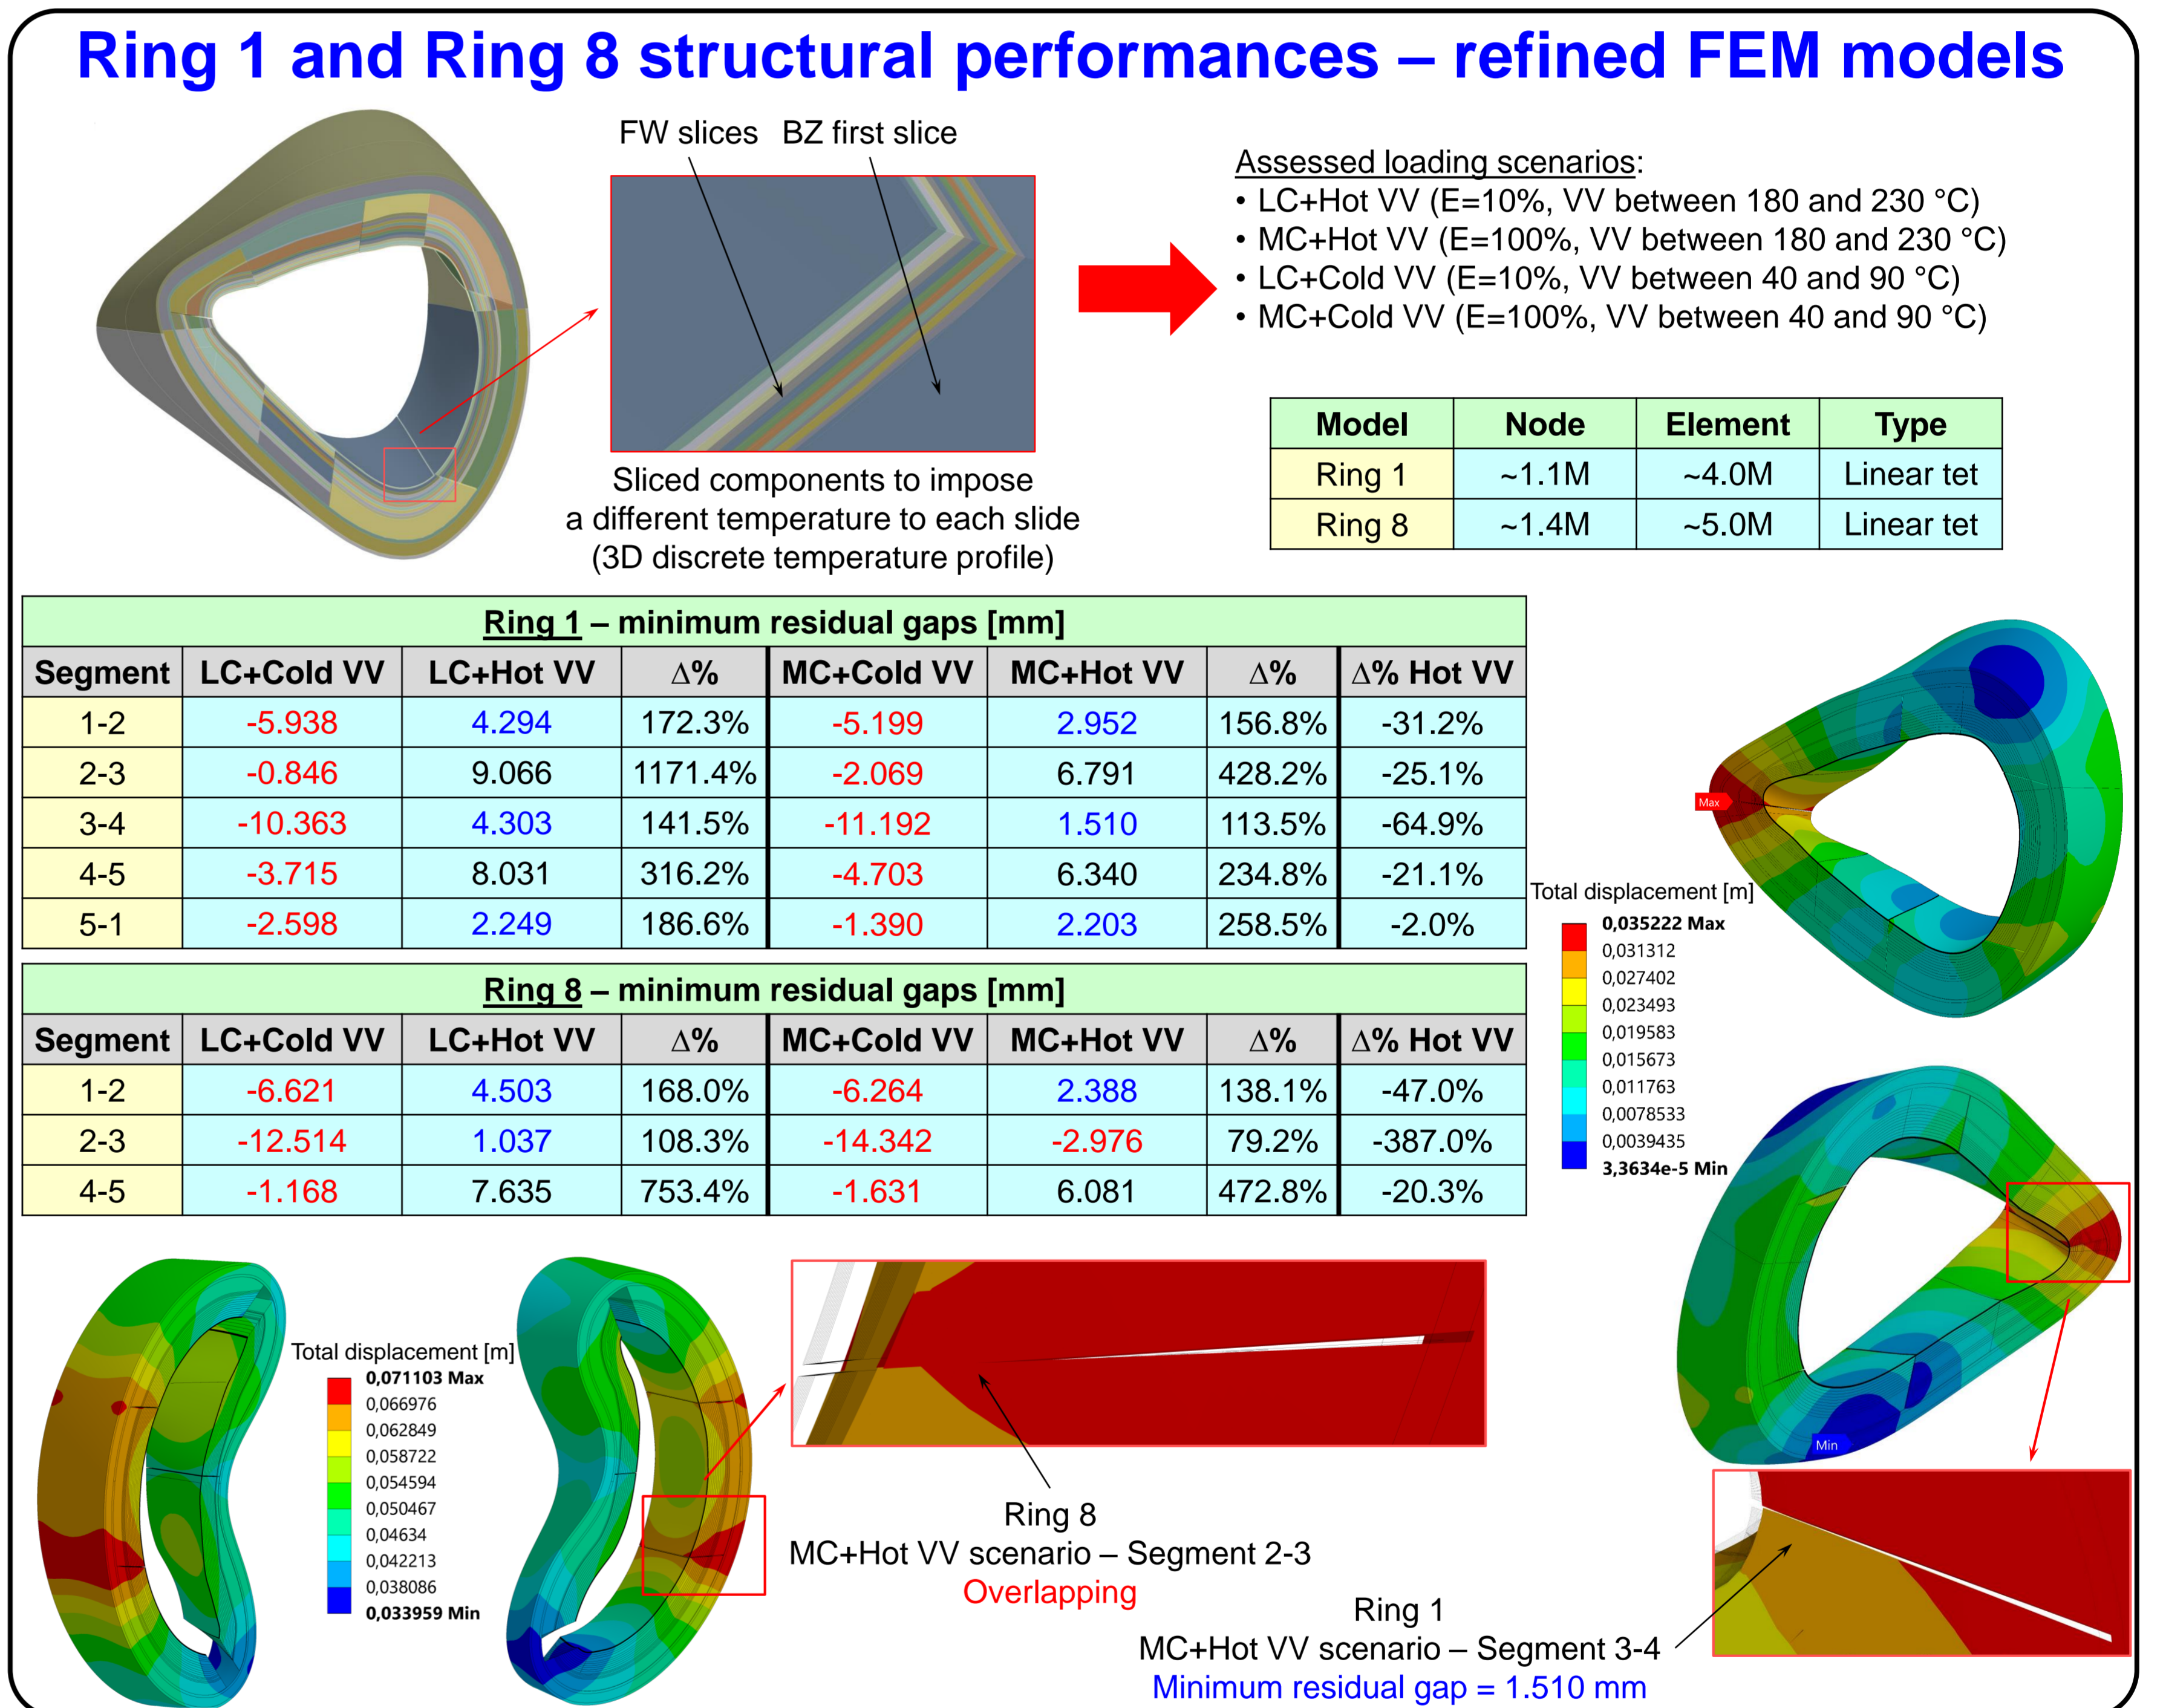 Ring 1 and Ring 8 structural performances – refined FEM models
FW slices BZ first slice
Sliced components to impose
a different temperature to each slide
(3D discrete temperature profile)
Assessed loading scenarios:
• LC+Hot VV (E=10%, VV between 180 and 230 °C)
• MC+Hot VV (E=100%, VV between 180 and 230 °C)
• LC+Cold VV (E=10%, VV between 40 and 90 °C)
• MC+Cold VV (E=100%, VV between 40 and 90 °C)
Model Node Element Type
Ring 1 ~1.1M ~4.0M Linear tet
Ring 8 ~1.4M ~5.0M Linear tet
Ring 1 – minimum residual gaps [mm]
Segment LC+Cold VV LC+Hot VV Δ% MC+Cold VV MC+Hot VV Δ% Δ% Hot VV
1-2 -5.938 4.294 172.3% -5.199 2.952 156.8% -31.2%
2-3 -0.846 9.066 1171.4% -2.069 6.791 428.2% -25.1%
3-4 -10.363 4.303 141.5% -11.192 1.510 113.5% -64.9%
4-5 -3.715 8.031 316.2% -4.703 6.340 234.8% -21.1%
5-1 -2.598 2.249 186.6% -1.390 2.203 258.5% -2.0%
Ring 8 – minimum residual gaps [mm]
Segment LC+Cold VV LC+Hot VV Δ% MC+Cold VV MC+Hot VV Δ% Δ% Hot VV
1-2 -6.621 4.503 168.0% -6.264 2.388 138.1% -47.0%
2-3 -12.514 1.037 108.3% -14.342 -2.976 79.2% -387.0%
4-5 -1.168 7.635 753.4% -1.631 6.081 472.8% -20.3%
Max
Total displacement [m]
0,035222 Max
0,031312
0,027402
0,023493
0,019583
0,015673
0,011763
0,0078533
0,0039435
3,3634e-5 Min
Min
Total displacement [m]
0,071103 Max
0,066976
0,062849
0,058722
0,054594
0,050467
0,04634
0,042213
0,038086
0,033959 Min
Ring 8
MC+Hot VV scenario – Segment 2-3
Overlapping
Ring 1
MC+Hot VV scenario – Segment 3-4
Minimum residual gap = 1.510 mm